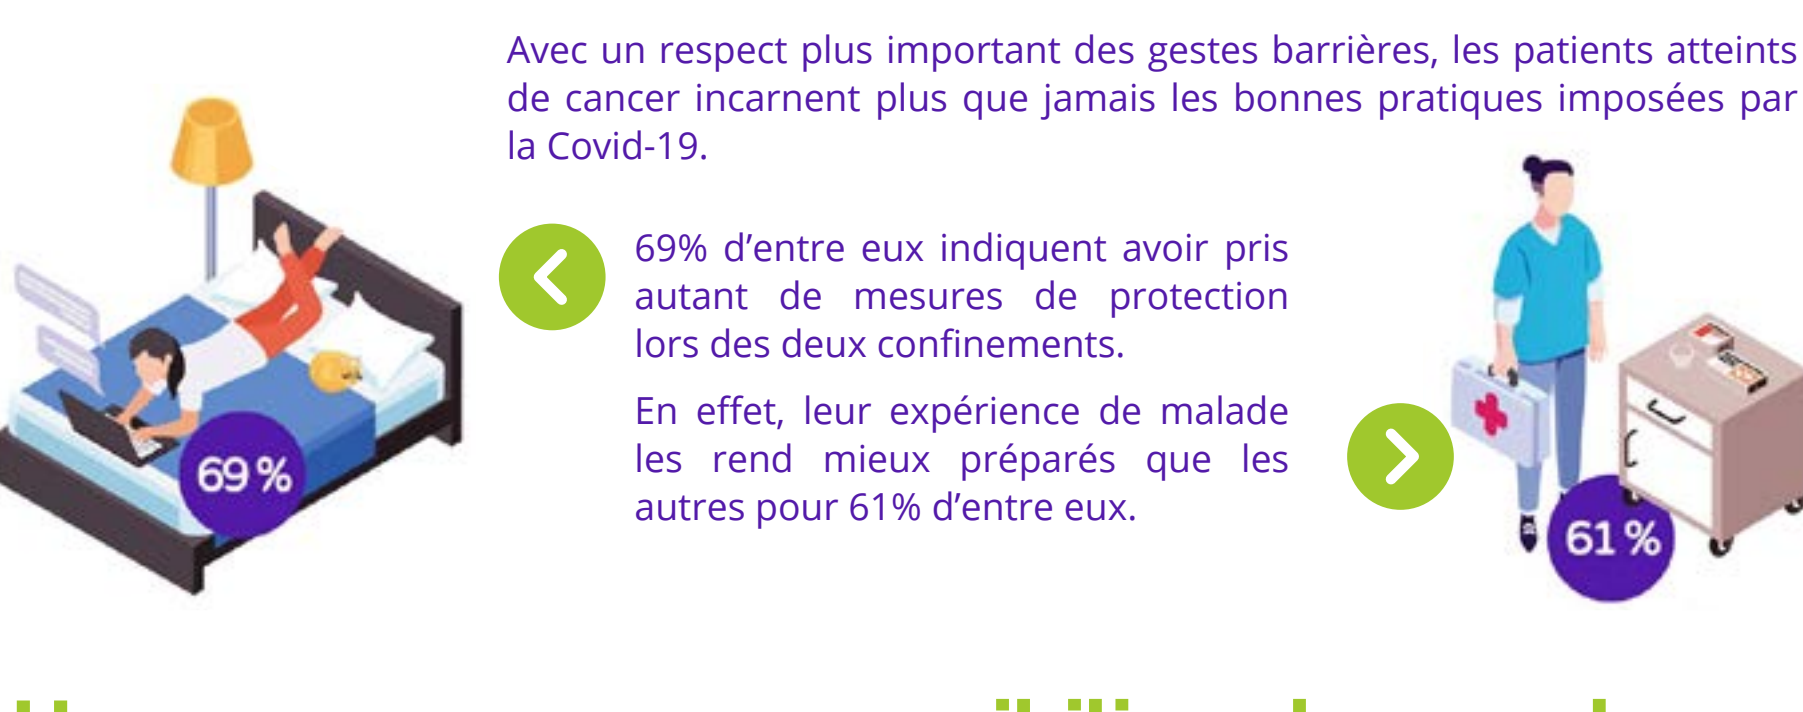 Avec un respect plus important des gestes barrières, les patients atteints
de cancer incarnent plus que jamais les bonnes pratiques imposées par
la Covid-19.
69% d’entre eux indiquent avoir pris
autant de mesures de protection
lors des deux confinements.
En effet, leur expérience de malade
les rend mieux préparés que les
autres pour 61% d’entre eux.
69 %
61 %